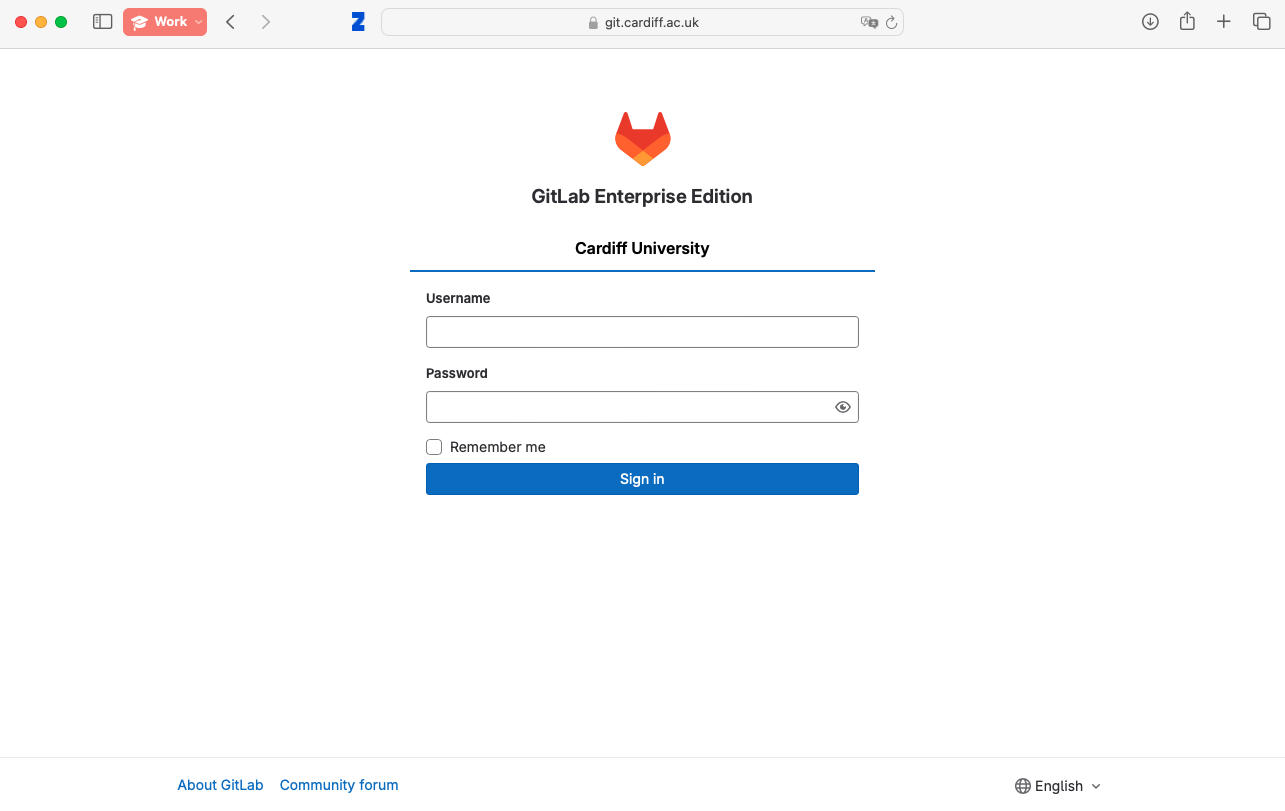 Work
git.cardiff.ac.uk
GitLab Enterprise Edition
Cardiff University
Username
Password
Remember me
Sign in
About GitLab Community forum English